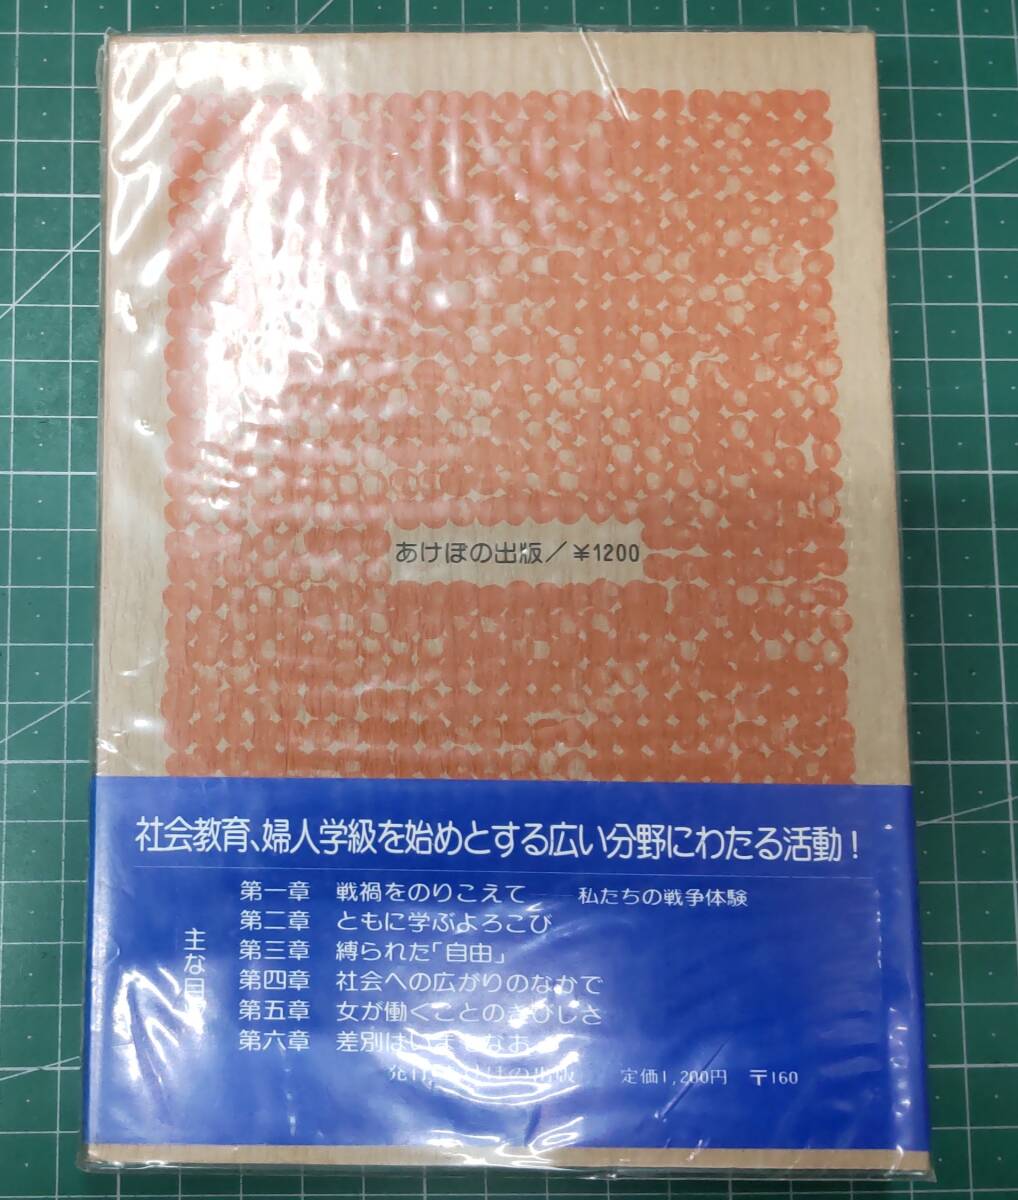 あけぼの出版/¥1200
社会教育、婦人学級を始めとする広い分野にわたる活動!
主な目
第一章 戦禍をのりこえて――私たちの戦争体験
第二章 ともに学ぶよろこび
第三章 縛られた「自由」
第四章 社会への広がりのなかで
第五章 女が働くことのきびしさ
第六章 差別はいまもなお
定価1,200円 〒160